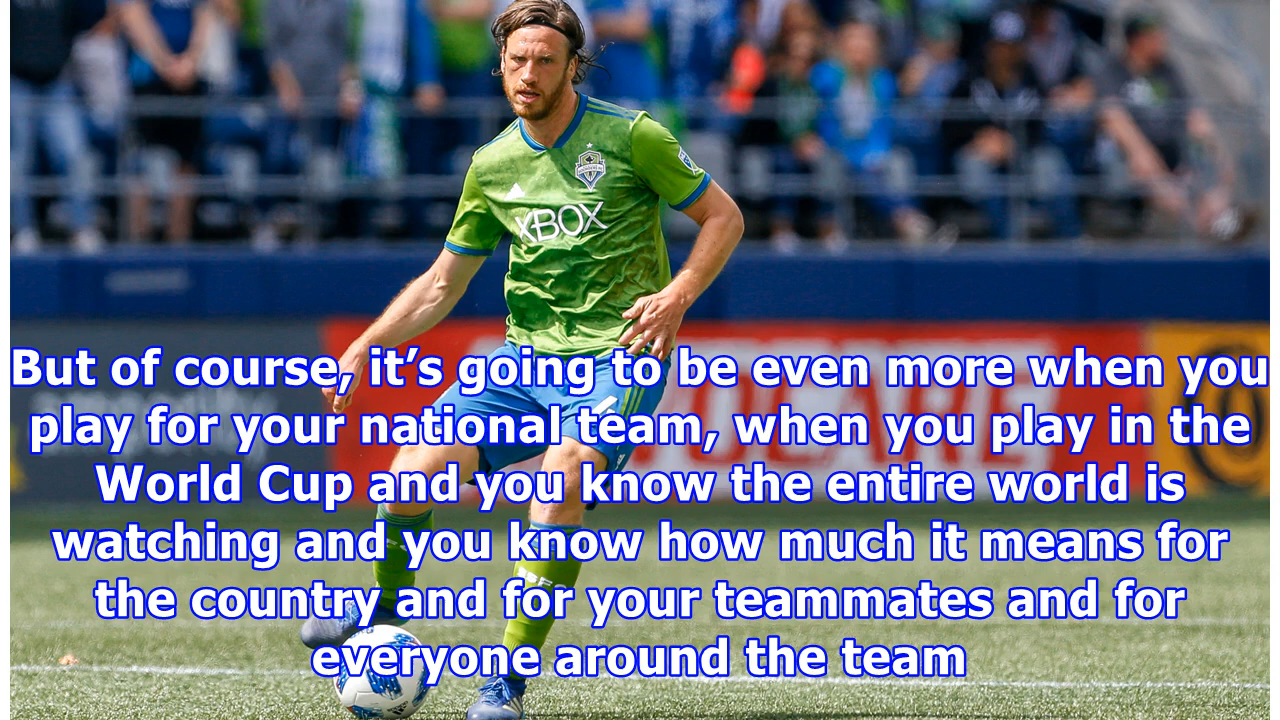 XBOX
But of course, it’s going to be even more when you
play for your national team, when you play in the
World Cup and you know the entire world is
watching and you know how much it means for
the country and for your teammates and for
everyone around the team